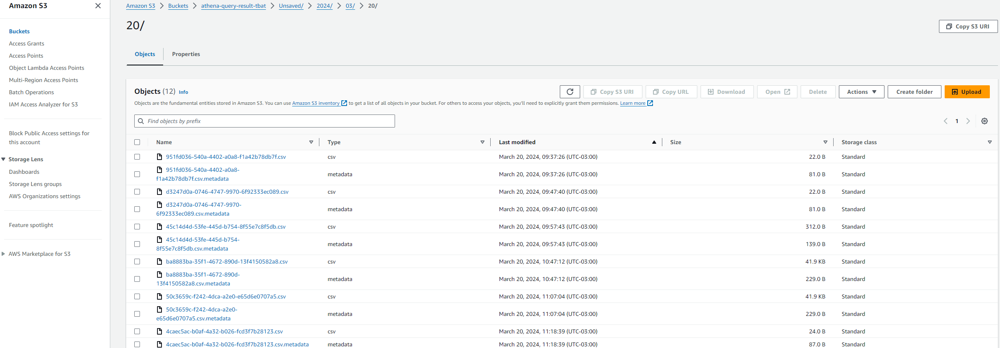 Amazon S3
Amazon S3 > Buckets > athena-query-result-tbat > Unsaved/ > 2024/ > 03/ > 20/
20/
Copy S3 URI
Buckets
Access Grants
Access Points
Object Lambda Access Points
Multi-Region Access Points
Batch Operations
IAM Access Analyzer for S3
Block Public Access settings for
this account
Storage Lens
Dashboards
Storage Lens groups
AWS Organizations settings
Feature spotlight
AWS Marketplace for S3
Objects Properties
Objects (12) Info
Copy S3 URI Copy URL Download Open Delete Actions Create folder Upload
Objects are the fundamental entities stored in Amazon S3. You can use Amazon S3 inventory to get a list of all objects in your bucket. For others to access your objects, you'll need to explicitly grant them permissions. Learn more
Find objects by prefix
1
Name Type Last modified Size Storage class
951fd036-540a-4402-a0a8-f1a42b78db7f.csv csv March 20, 2024, 09:37:26 (UTC-03:00) 22.0 B Standard
951fd036-540a-4402-a0a8-
f1a42b78db7f.csv.metadata metadata March 20, 2024, 09:37:26 (UTC-03:00) 81.0 B Standard
d3247d0a-0746-4747-9970-6f92333ec089.csv csv March 20, 2024, 09:47:40 (UTC-03:00) 22.0 B Standard
d3247d0a-0746-4747-9970-
6f92333ec089.csv.metadata metadata March 20, 2024, 09:47:40 (UTC-03:00) 81.0 B Standard
45c14d4d-53fe-445d-b754-8f55e7c8f5db.csv csv March 20, 2024, 09:57:43 (UTC-03:00) 312.0 B Standard
45c14d4d-53fe-445d-b754-
8f55e7c8f5db.csv.metadata metadata March 20, 2024, 09:57:43 (UTC-03:00) 139.0 B Standard
ba8883ba-35f1-4672-890d-13f4150582a8.csv csv March 20, 2024, 10:47:12 (UTC-03:00) 41.9 KB Standard
ba8883ba-35f1-4672-890d-
13f4150582a8.csv.metadata metadata March 20, 2024, 10:47:12 (UTC-03:00) 229.0 B Standard
50c3659c-f242-4dca-a2e0-e65d6e0707a5.csv csv March 20, 2024, 11:07:04 (UTC-03:00) 41.9 KB Standard
50c3659c-f242-4dca-a2e0-
e65d6e0707a5.csv.metadata metadata March 20, 2024, 11:07:04 (UTC-03:00) 229.0 B Standard
4caec5ac-b0af-4a32-b026-fcd3f7b28123.csv csv March 20, 2024, 11:18:39 (UTC-03:00) 24.0 B Standard
4caec5ac-b0af-4a32-b026-fcd3f7b28123.csv.metadata metadata March 20, 2024, 11:18:39 (UTC-03:00) 87.0 B Standard